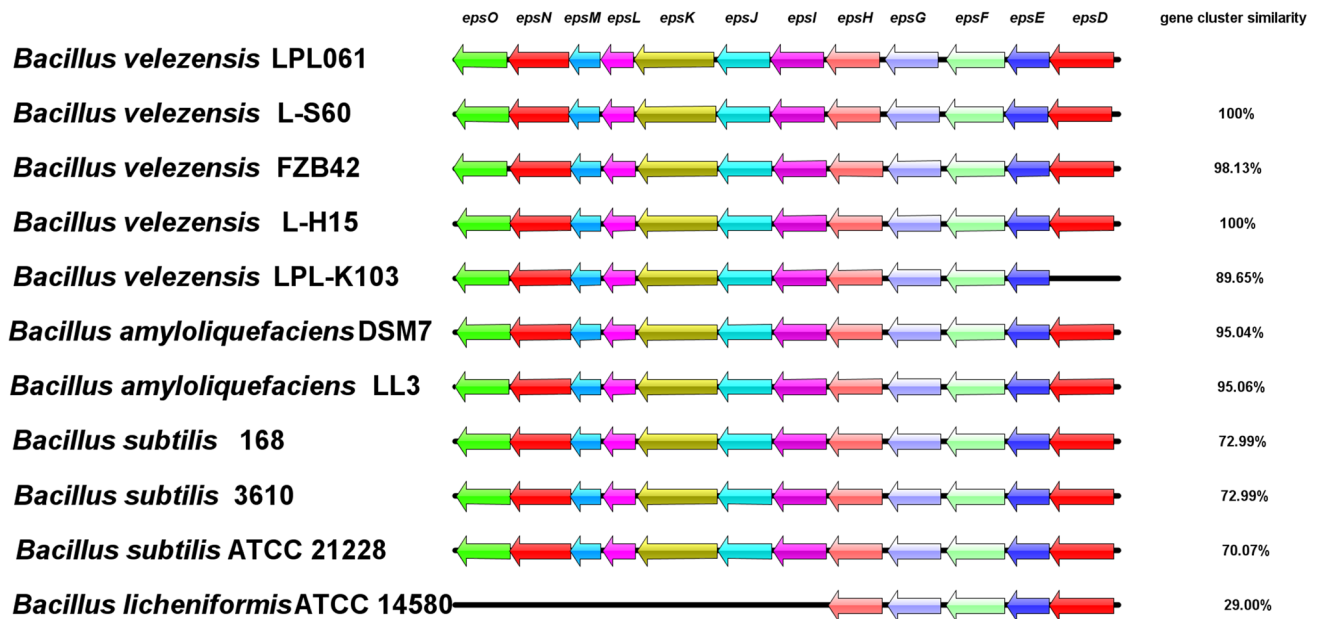 epsO epsN epsM epsL epsK epsJ epsI epsH epsG epsF epsE epsD gene cluster similarity
Bacillus velezensis LPL061
Bacillus velezensis L-S60 100%
Bacillus velezensis FZB42 98.13%
Bacillus velezensis L-H15 100%
Bacillus velezensis LPL-K103 89.65%
Bacillus amyloliquefaciens DSM7 95.04%
Bacillus amyloliquefaciens LL3 95.06%
Bacillus subtilis 168 72.99%
Bacillus subtilis 3610 72.99%
Bacillus subtilis ATCC 21228 70.07%
Bacillus licheniformis ATCC 14580 29.00%